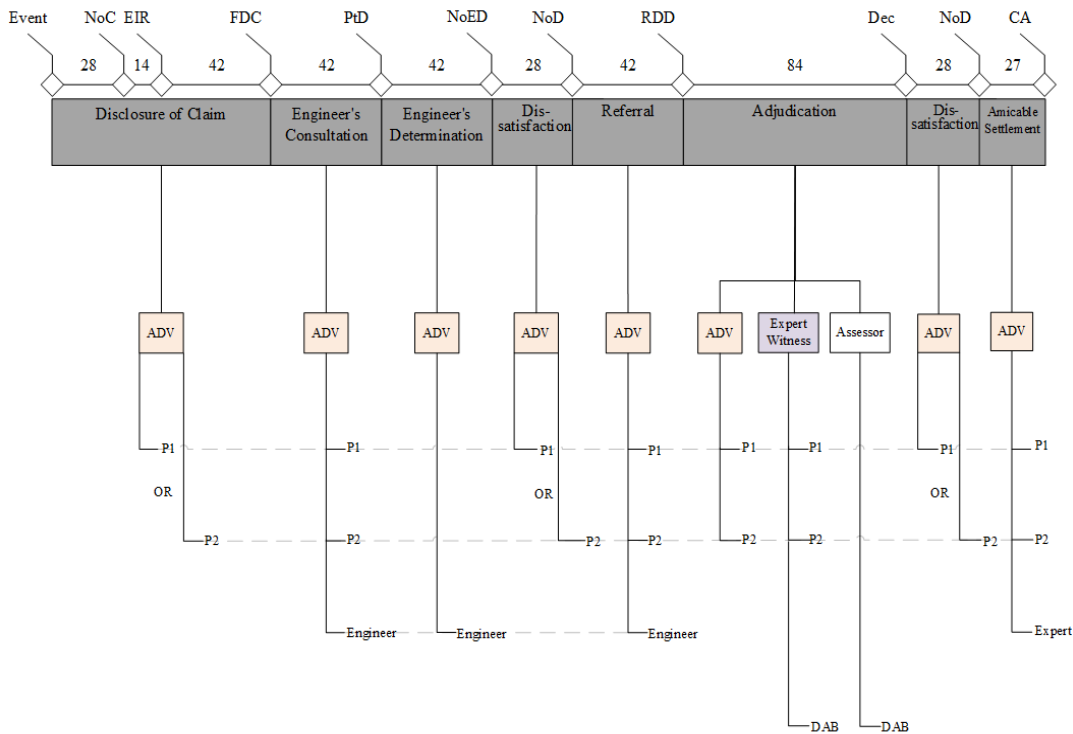 Event NoC EIR FDC PtD NoED NoD RDD Dec NoD CA
28 14 42 42 42 28 42 84 28 27
Disclosure of Claim
Engineer's
Consultation
Engineer's
Determination
Dis-
satisfaction
Referral
Adjudication
Dis-
satisfaction
Amicable
Settlement
ADV ADV ADV ADV ADV ADV
Expert
Witness
Assessor
ADV ADV
P1 P1 P1 P1 P1 P1 P1 P1
OR OR OR
P2 P2 P2 P2 P2 P2 P2 P2
Engineer Engineer Engineer Expert
DAB DAB